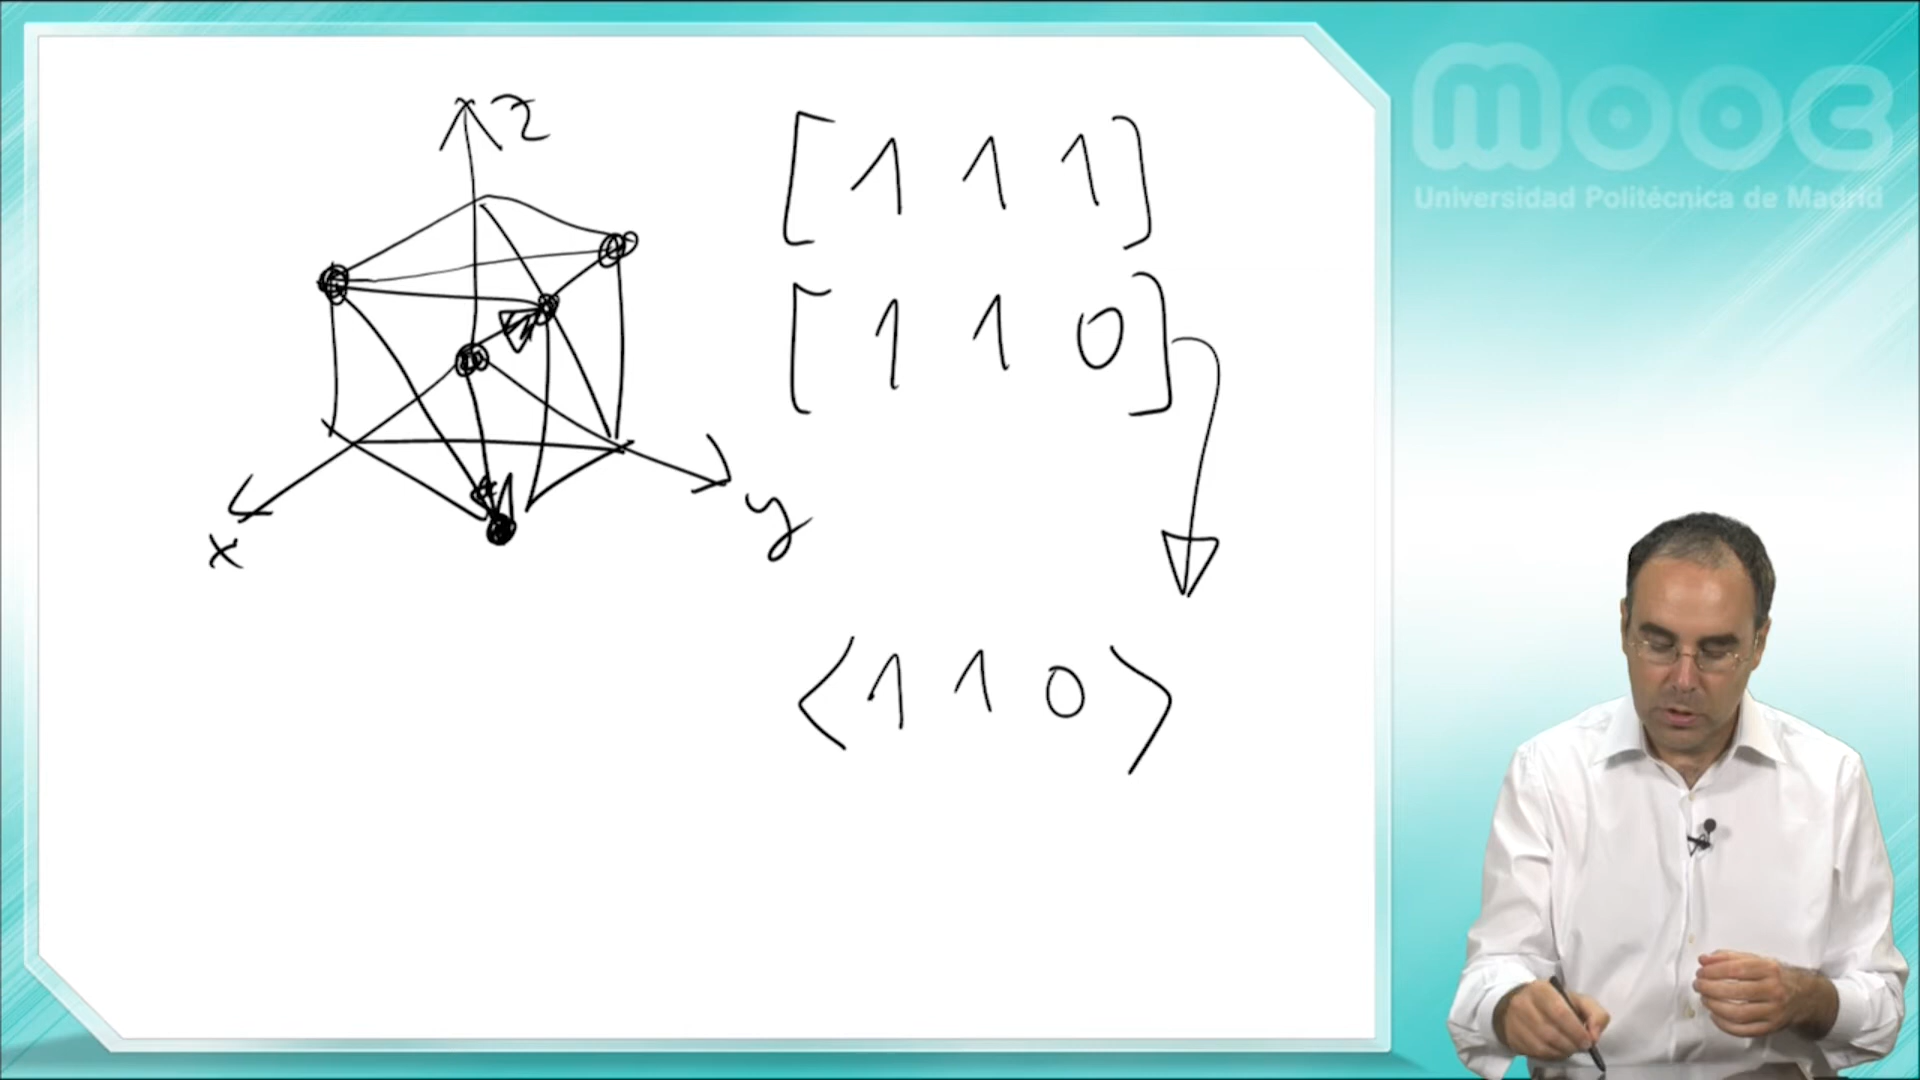 z
x
y
[1 1 1]
[1 1 0]
<1 1 0>
mooc
Universidad Politécnica de Madrid